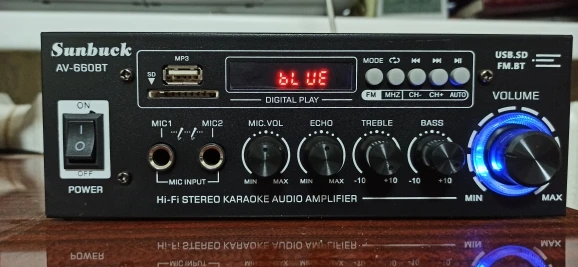 Sunbuck
AV-660BT
MP3
SD
bLUE
DIGITAL PLAY
MODE
FM MHZ CH- CH+ AUTO
USB.SD
FM.BT
ON
I
O
OFF
POWER
MIC1 MIC2
MIC INPUT
MIC.VOL ECHO TREBLE BASS
MIN MAX MIN MAX -10 +10 -10 +10
VOLUME
MIN MAX
Hi-Fi STEREO KARAOKE AUDIO AMPLIFIER